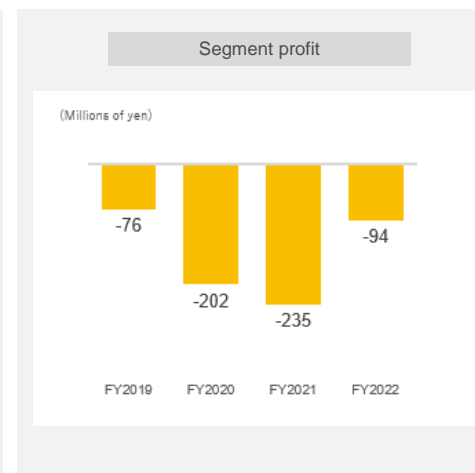 Segment profit
(Millions of yen)
-76
-202
-235
-94
FY2019 FY2020 FY2021 FY2022